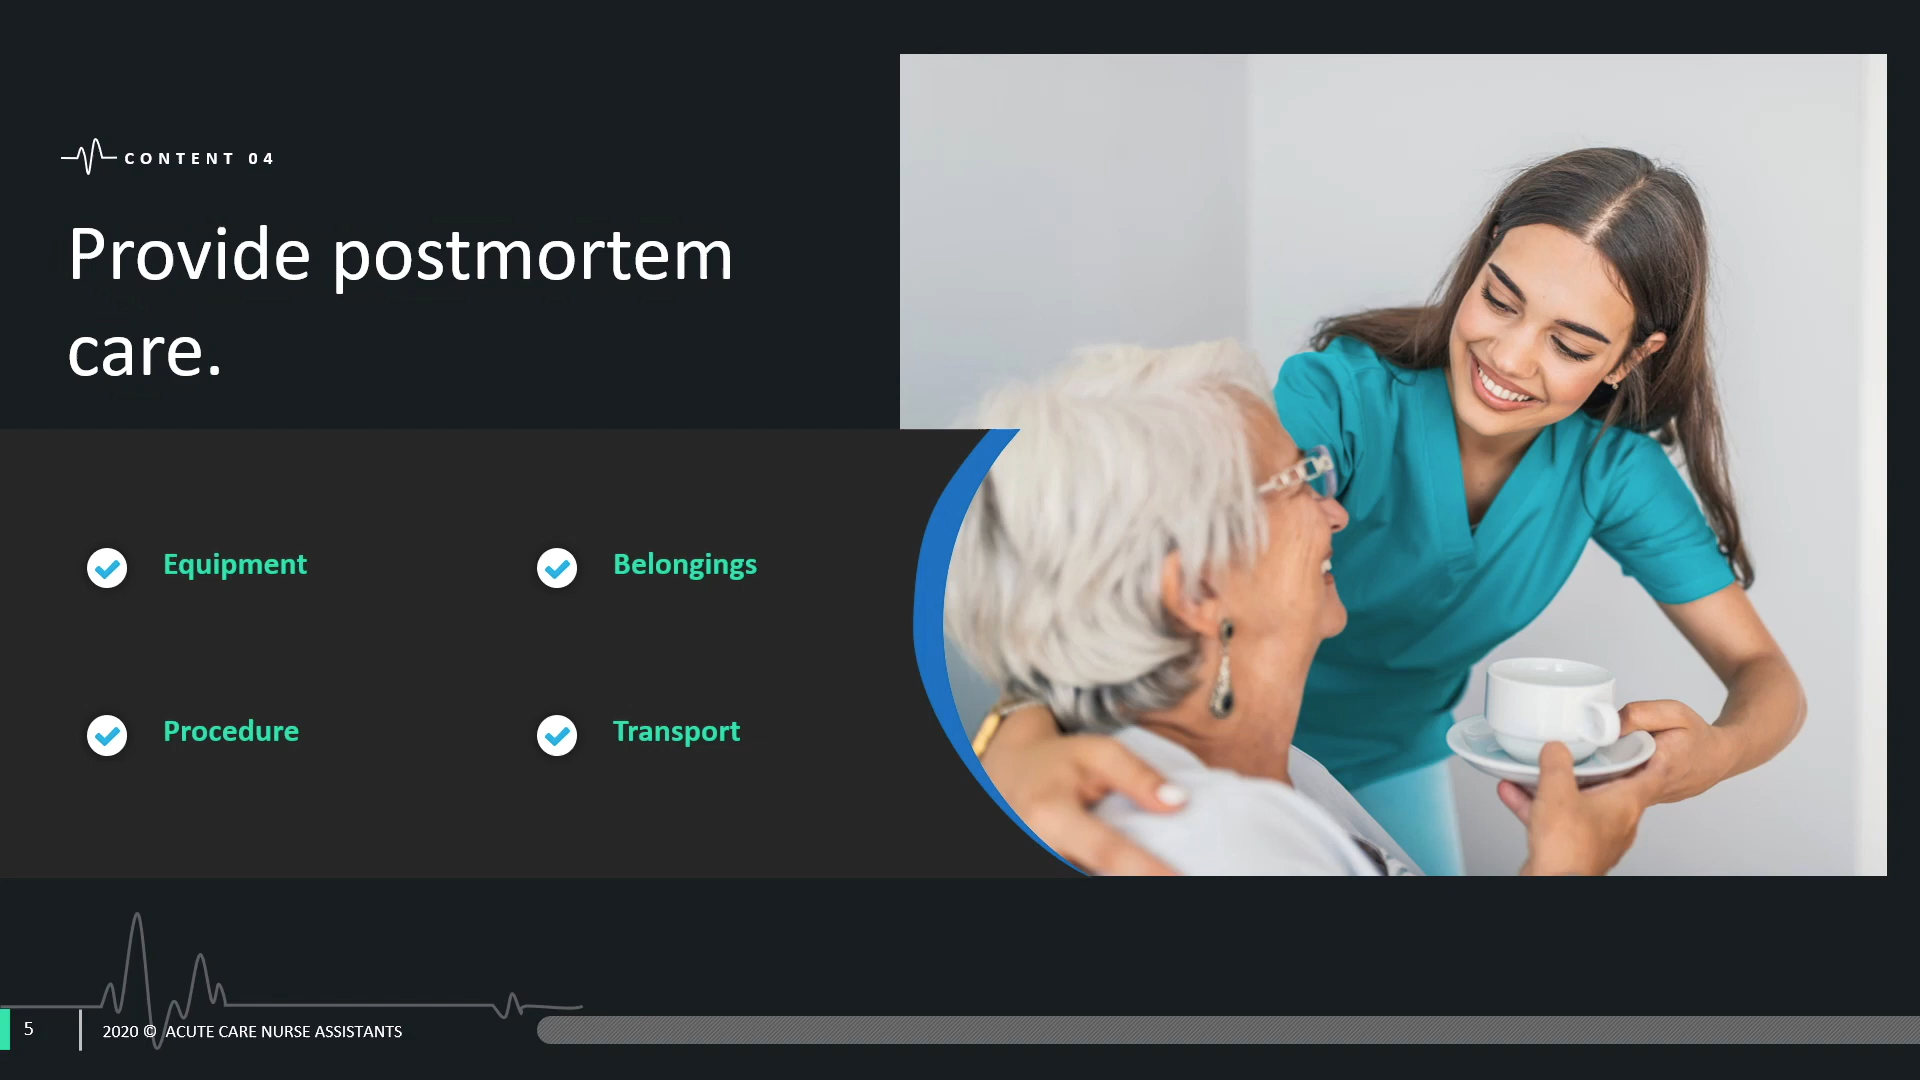 CONTENT 04
Provide postmortem
care.
Equipment
Belongings
Procedure
Transport
5
2020 © ACUTE CARE NURSE ASSISTANTS